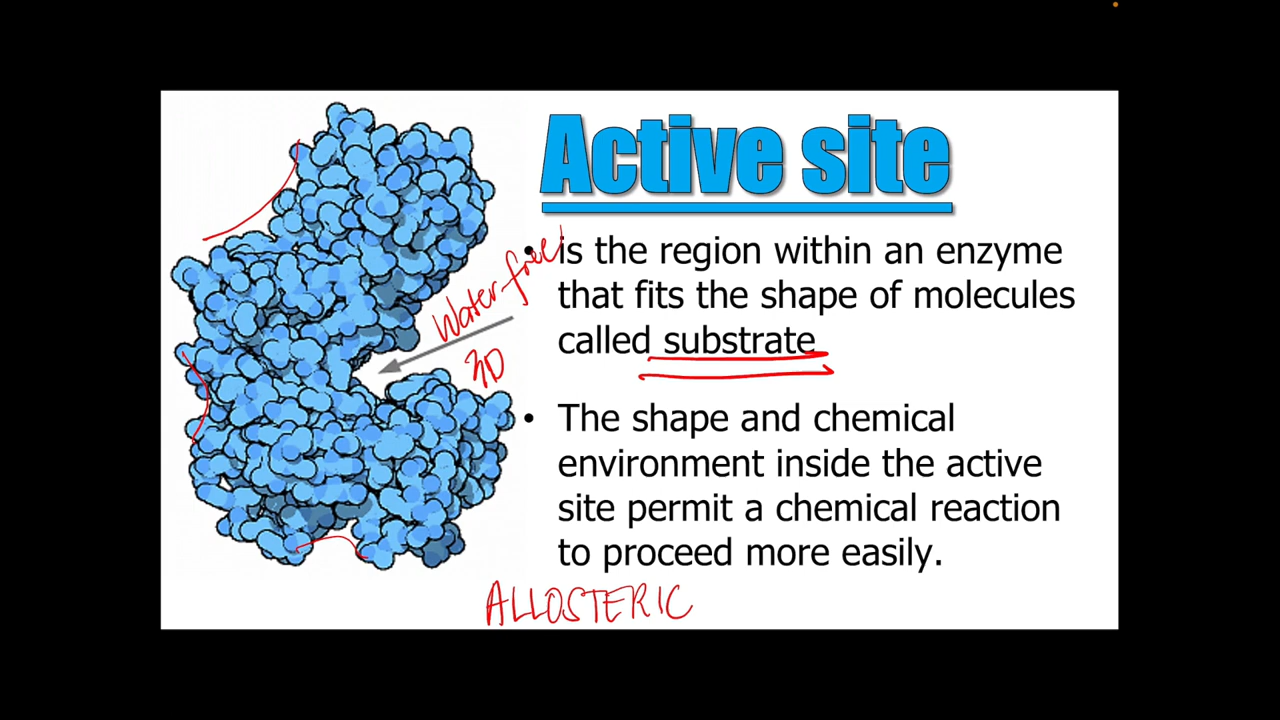 Active site
• is the region within an enzyme
that fits the shape of molecules
called substrate
Water free
3D
• The shape and chemical
environment inside the active
site permit a chemical reaction
to proceed more easily.
ALLOSTERIC